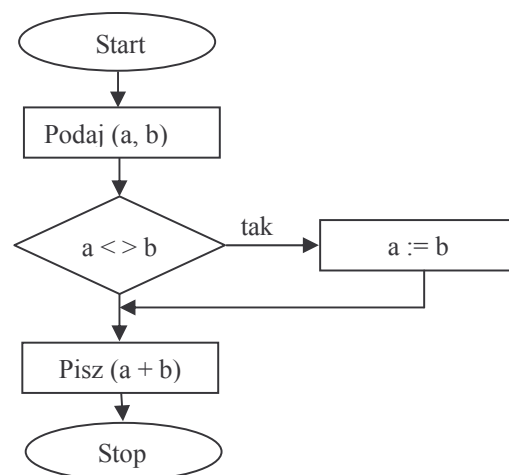 Start
Podaj (a, b)
a < > b
tak
a := b
Pisz (a + b)
Stop